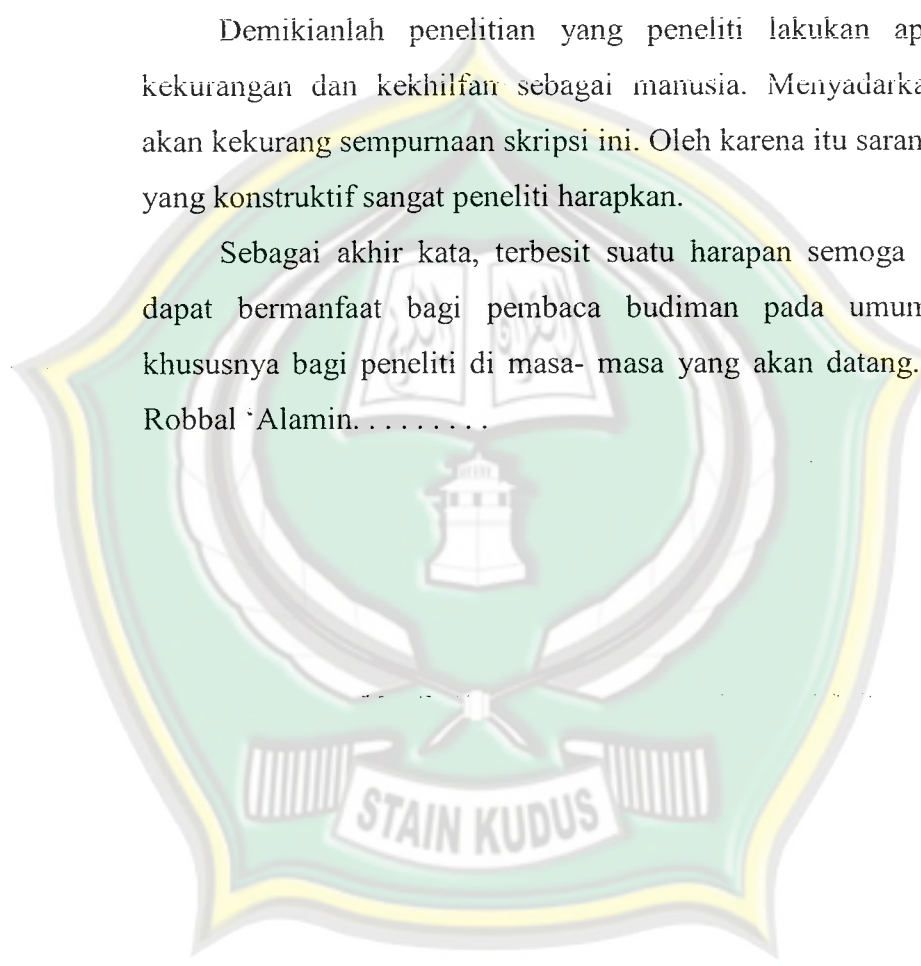 Demikianlah penelitian yang peneliti lakukan ap
kekurangan dan kekhilfan sebagai manusia. Menyadarka
akan kekurang sempurnaan skripsi ini. Oleh karena itu saran
yang konstruktif sangat peneliti harapkan.
Sebagai akhir kata, terbesit suatu harapan semoga
dapat bermanfaat bagi pembaca budiman pada umum
khususnya bagi peneliti di masa- masa yang akan datang.
Robbal ‘Alamin. . . . . . . . .
STAIN KUDUS